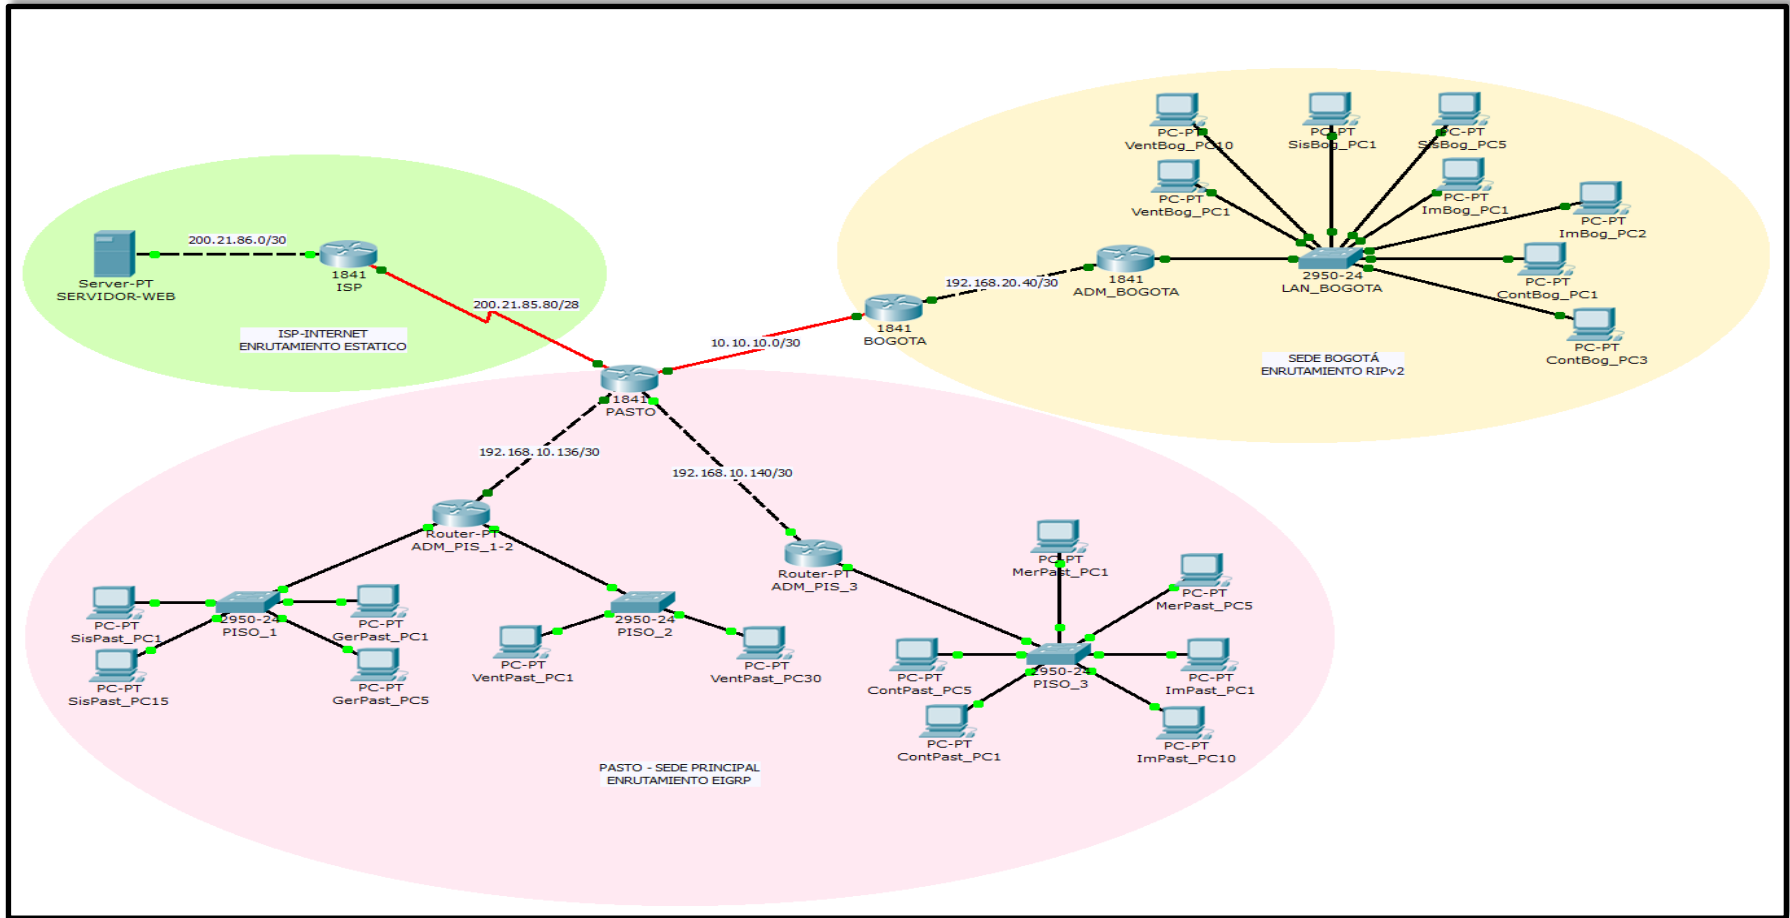 200.21.86.0/30
Server-PT
SERVIDOR-WEB
1841
ISP
200.21.85.80/28
ISP-INTERNET
ENRUTAMIENTO ESTATICO
PC-PT
VentBog_PC10
PC-PT
SisBog_PC1
PC-PT
SisBog_PC5
PC-PT
VentBog_PC1
PC-PT
ImBog_PC1
PC-PT
ImBog_PC2
1841
ADM_BOGOTA
2950-24
LAN_BOGOTA
PC-PT
ContBog_PC1
192.168.20.40/30
1841
BOGOTA
10.10.10.0/30
PC-PT
ContBog_PC3
SEDE BOGOTÁ
ENRUTAMIENTO RIPv2
1841
PASTO
192.168.10.136/30
192.168.10.140/30
Router-PT
ADM_PIS_1-2
Router-PT
ADM_PIS_3
PC-PT
MerPast_PC1
PC-PT
MerPast_PC5
PC-PT
SisPast_PC1
2950-24
PISO_1
PC-PT
GerPast_PC1
2950-24
PISO_2
PC-PT
SisPast_PC15
PC-PT
GerPast_PC5
PC-PT
VentPast_PC1
PC-PT
VentPast_PC30
PC-PT
ContPast_PC5
2950-24
PISO_3
PC-PT
ImPast_PC1
PC-PT
ContPast_PC1
PC-PT
ImPast_PC10
PASTO - SEDE PRINCIPAL
ENRUTAMIENTO EIGRP